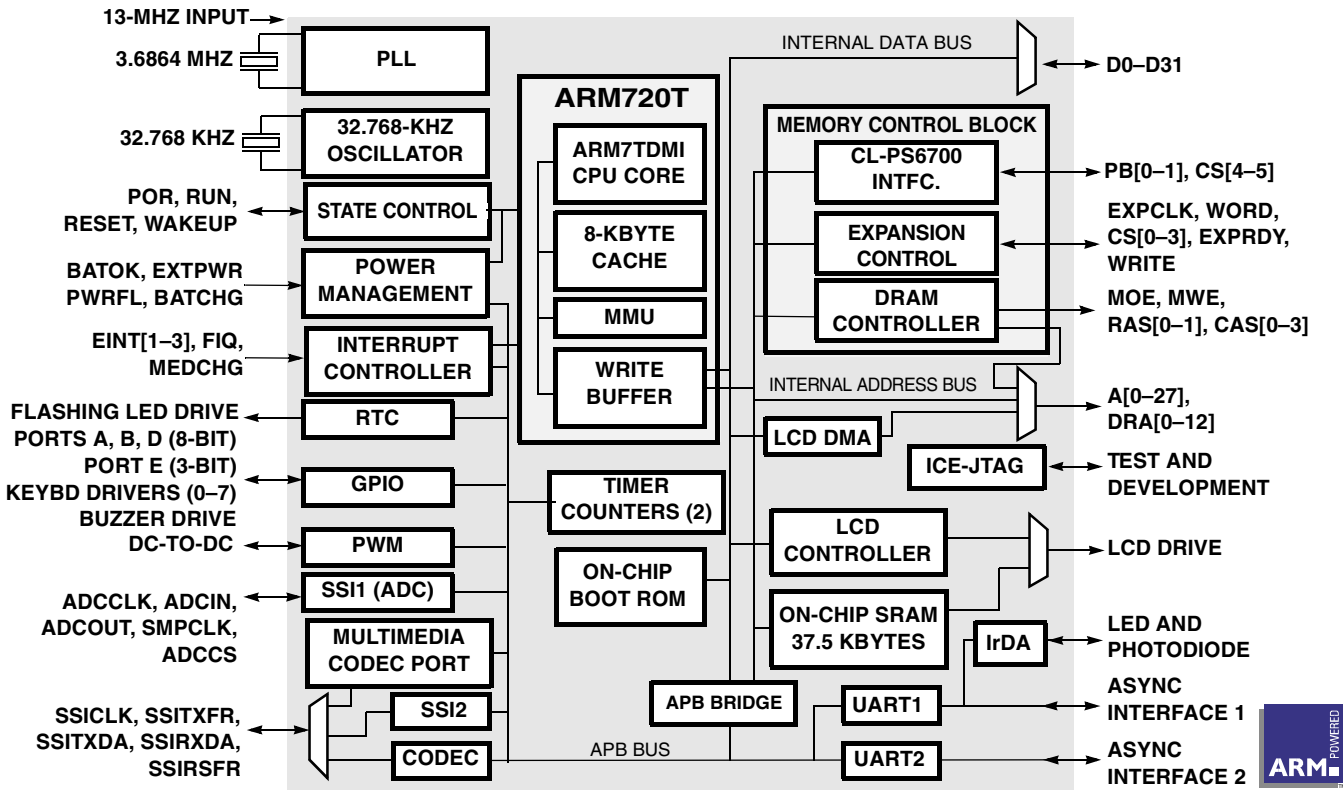 13-MHZ INPUT
3.6864 MHZ
PLL
32.768 KHZ
32.768-KHZ
OSCILLATOR
POR, RUN,
RESET, WAKEUP
STATE CONTROL
BATOK, EXTPWR
PWRFL, BATCHG
POWER
MANAGEMENT
EINT[1–3], FIQ,
MEDCHG
INTERRUPT
CONTROLLER
FLASHING LED DRIVE
RTC
PORTS A, B, D (8-BIT)
PORT E (3-BIT)
KEYBD DRIVERS (0–7)
BUZZER DRIVE
GPIO
DC-TO-DC
PWM
ADCCLK, ADCIN,
ADCOUT, SMPCLK,
ADCCS
SSI1 (ADC)
MULTIMEDIA
CODEC PORT
SSICLK, SSITXFR,
SSITXDA, SSIRXDA,
SSIRSFR
SSI2
CODEC
ARM720T
ARM7TDMI
CPU CORE
8-KBYTE
CACHE
MMU
WRITE
BUFFER
TIMER
COUNTERS (2)
ON-CHIP
BOOT ROM
APB BUS
APB BRIDGE
INTERNAL DATA BUS
D0–D31
MEMORY CONTROL BLOCK
CL-PS6700
INTFC.
PB[0–1], CS[4–5]
EXPANSION
CONTROL
EXPCLK, WORD,
CS[0–3], EXPRDY,
WRITE
DRAM
CONTROLLER
MOE, MWE,
RAS[0–1], CAS[0–3]
INTERNAL ADDRESS BUS
A[0–27],
DRA[0–12]
LCD DMA
ICE-JTAG
TEST AND
DEVELOPMENT
LCD
CONTROLLER
LCD DRIVE
ON-CHIP SRAM
37.5 KBYTES
IrDA
LED AND
PHOTODIODE
UART1
ASYNC
INTERFACE 1
UART2
ASYNC
INTERFACE 2
ARM
POWERED